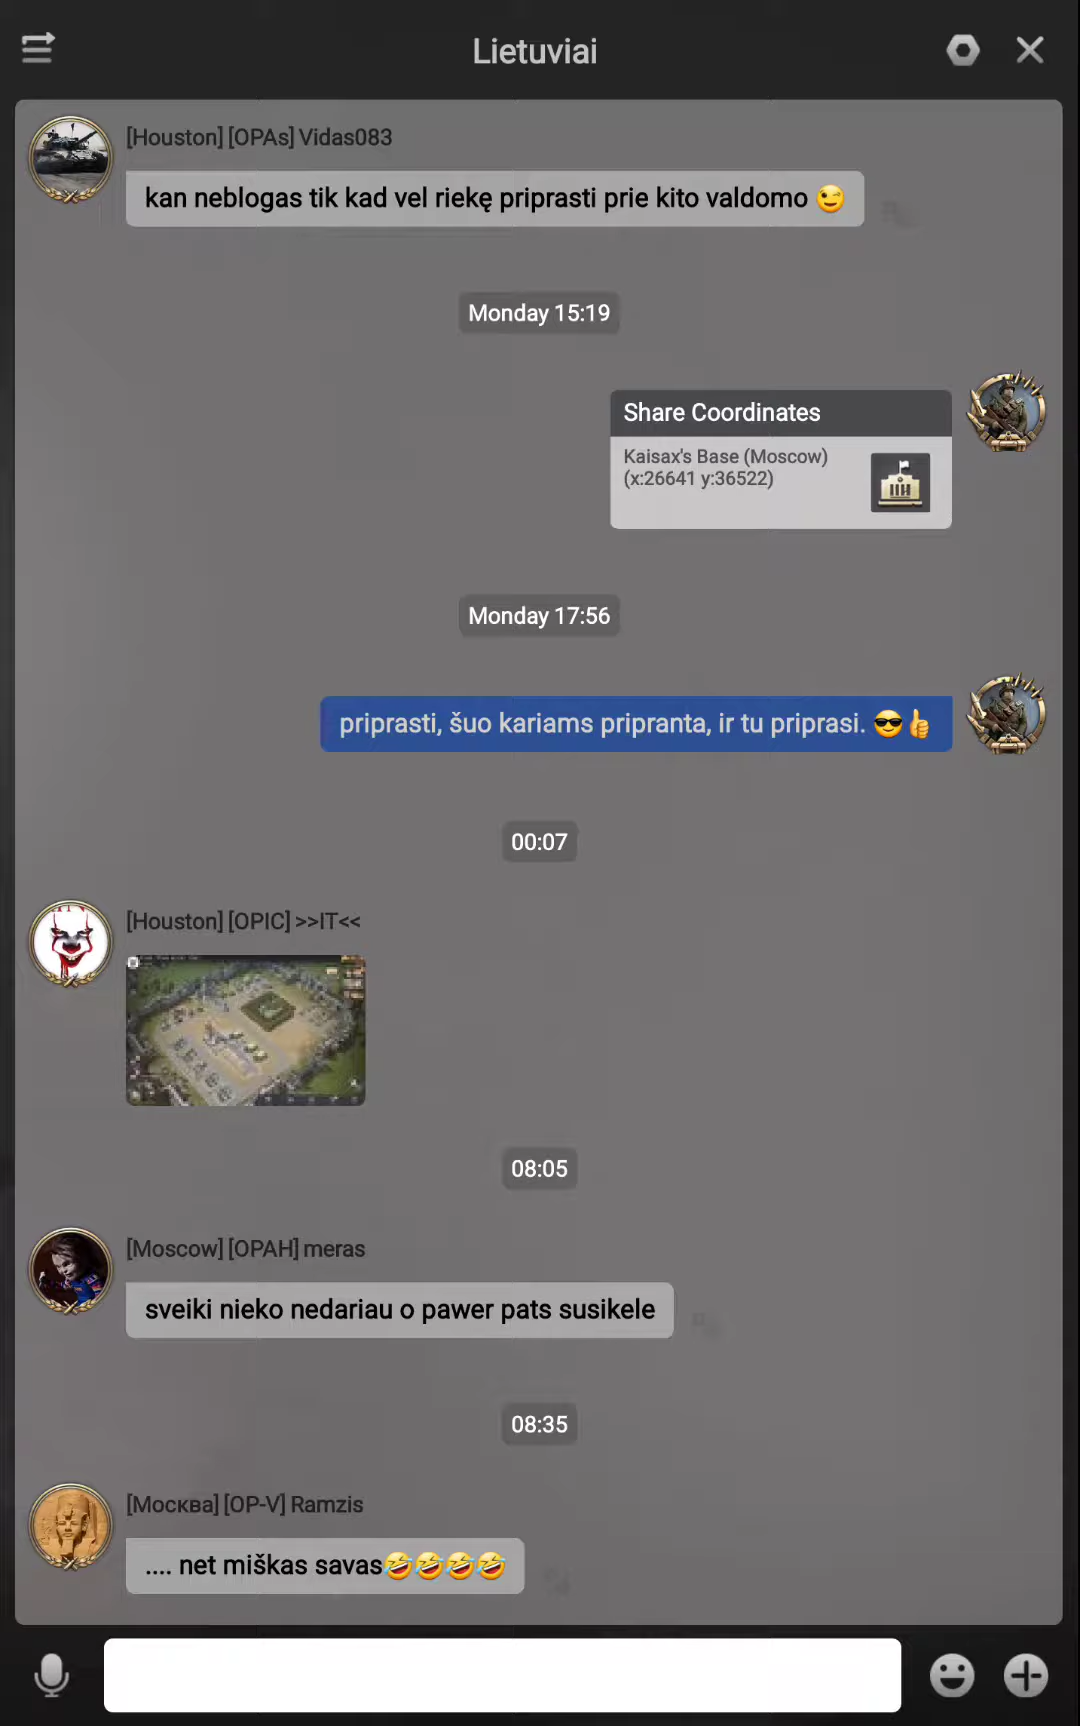 Lietuviai
[Houston] [OPAs] Vidas083
kan neblogas tik kad vel riekę priprasti prie kito valdomo 😉
Monday 15:19
Share Coordinates
Kaisax's Base (Moscow)
(x:26641 y:36522)
Monday 17:56
priprasti, šuo kariams pripranta, ir tu priprasi. 😎👍
00:07
[Houston] [OPIC] >>IT<<
08:05
[Moscow] [OPAH] meras
sveiki nieko nedariau o pawer pats susikele
08:35
[Москва] [OP-V] Ramzis
.... net miškas savas🤣🤣🤣🤣